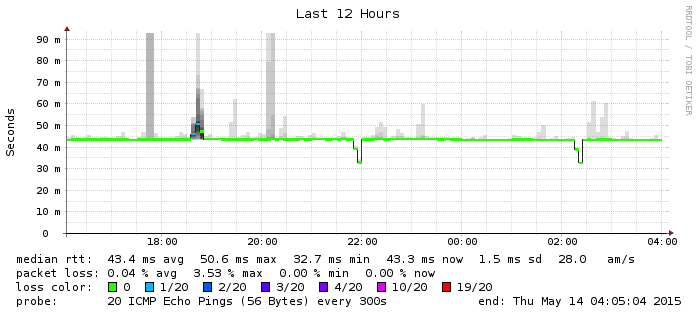 Last 12 Hours
RRDTOOL / TOBI OETIKER
Seconds
90 m
80 m
70 m
60 m
50 m
40 m
30 m
20 m
10 m
0
18:00 20:00 22:00 00:00 02:00 04:00
median rtt: 43.4 ms avg 50.6 ms max 32.7 ms min 43.3 ms now 1.5 ms sd 28.0 am/s
packet loss: 0.04 % avg 3.53 % max 0.00 % min 0.00 % now
loss color: 0 1/20 2/20 3/20 4/20 10/20 19/20
probe: 20 ICMP Echo Pings (56 Bytes) every 300s end: Thu May 14 04:05:04 2015